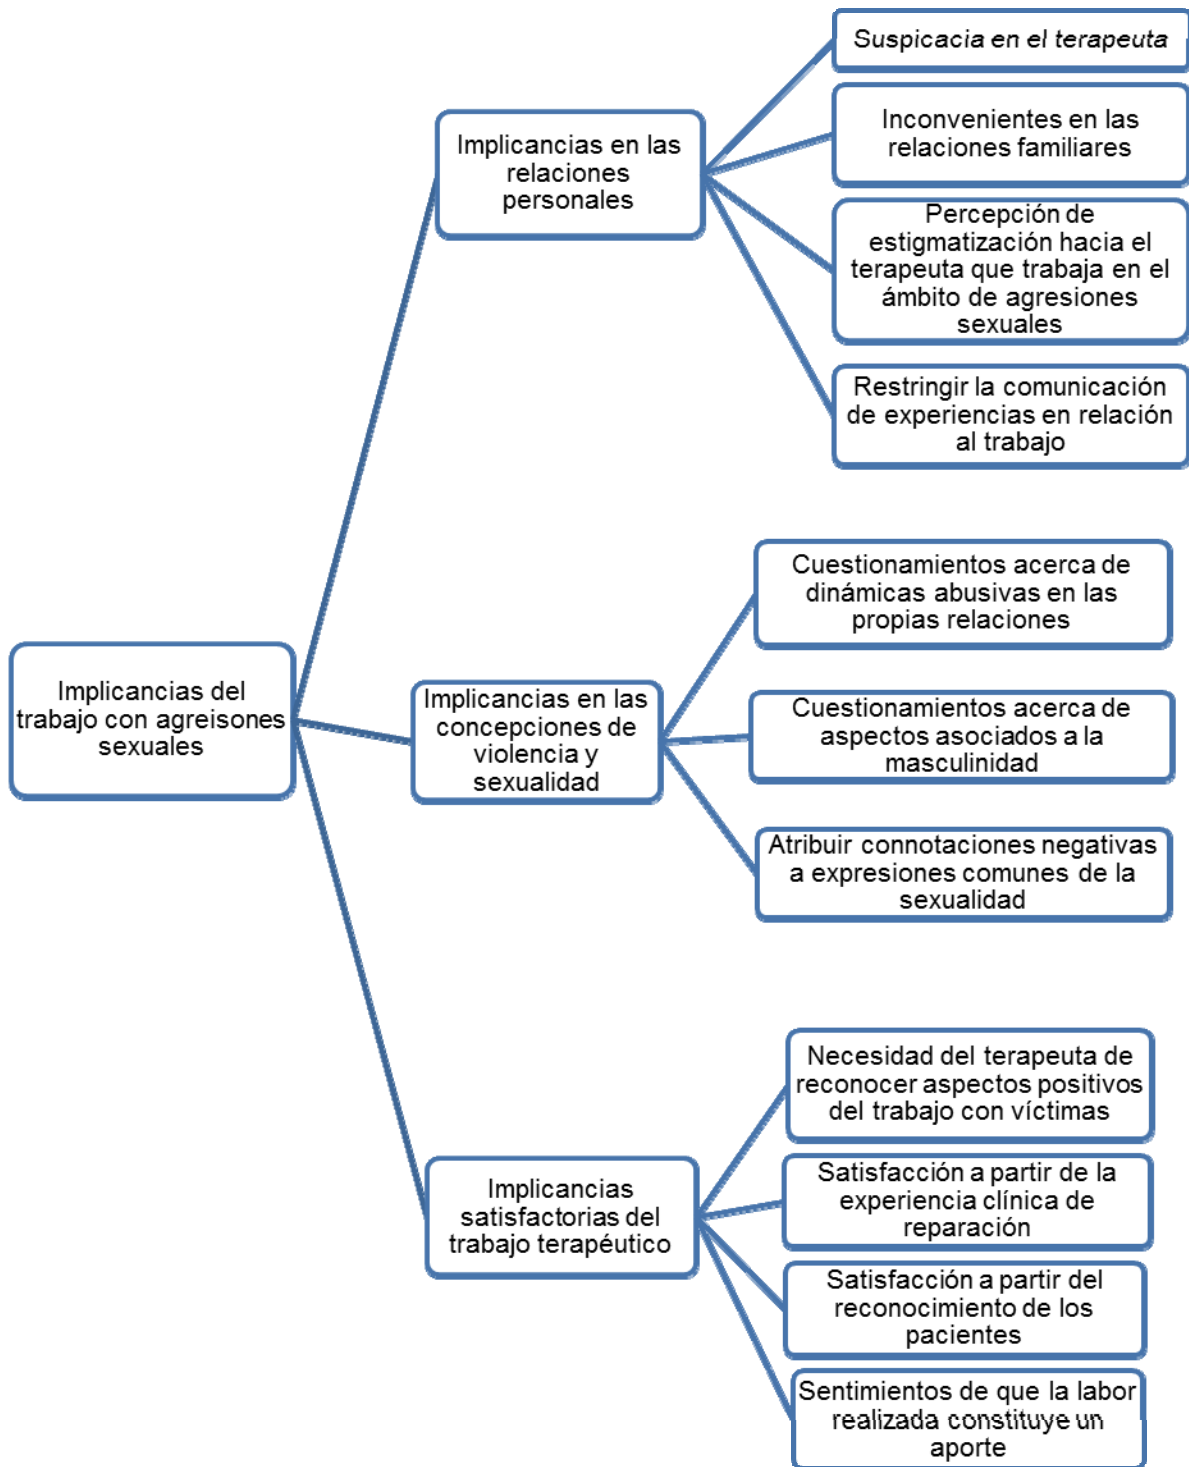 Implicancias del
trabajo con agreisones
sexuales
Implicancias en las
relaciones
personales
Suspicacia en el terapeuta
Inconvenientes en las
relaciones familiares
Percepción de
estigmatización hacia el
terapeuta que trabaja en el
ámbito de agresiones
sexuales
Restringir la comunicación
de experiencias en relación
al trabajo
Implicancias en las
concepciones de
violencia y
sexualidad
Cuestionamientos acerca de
dinámicas abusivas en las
propias relaciones
Cuestionamientos acerca de
aspectos asociados a la
masculinidad
Atribuir connotaciones negativas
a expresiones comunes de la
sexualidad
Implicancias
satisfactorias del
trabajo terapéutico
Necesidad del terapeuta de
reconocer aspectos positivos
del trabajo con víctimas
Satisfacción a partir de la
experiencia clínica de
reparación
Satisfacción a partir del
reconocimiento de los
pacientes
Sentimientos de que la labor
realizada constituye un
aporte